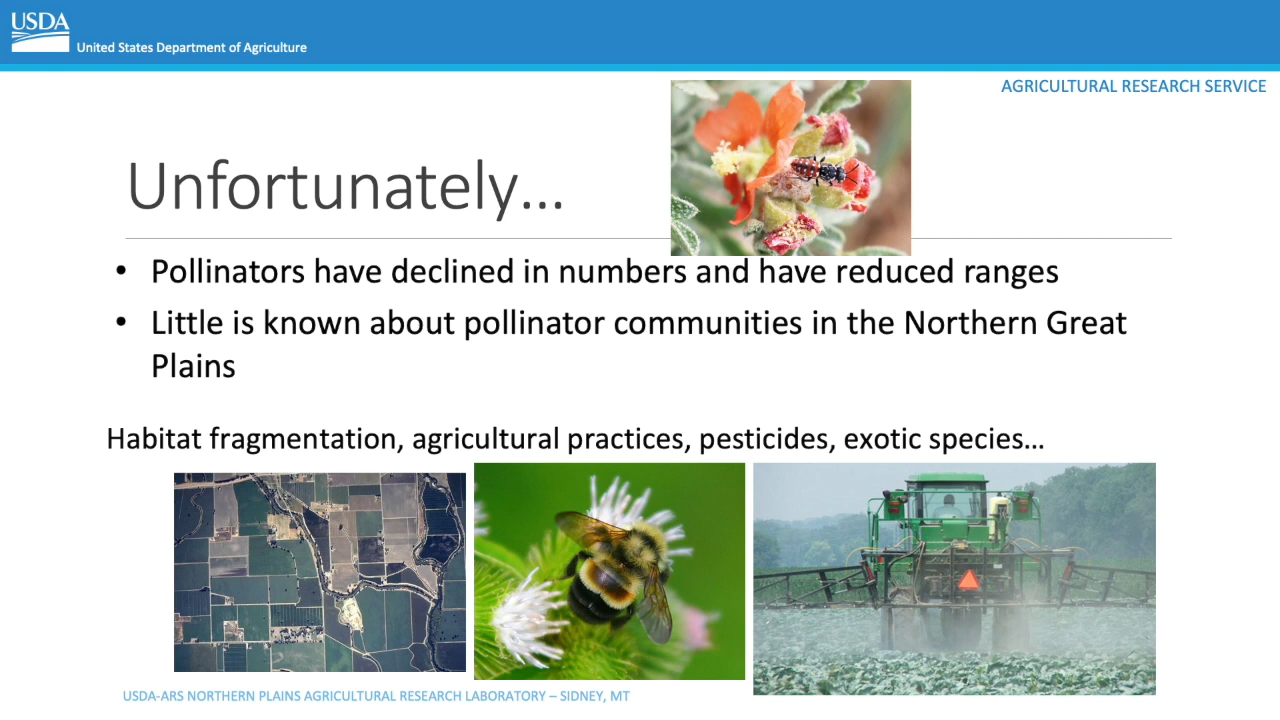 USDA
United States Department of Agriculture
AGRICULTURAL RESEARCH SERVICE
Unfortunately...
• Pollinators have declined in numbers and have reduced ranges
• Little is known about pollinator communities in the Northern Great
Plains
Habitat fragmentation, agricultural practices, pesticides, exotic species...
USDA-ARS NORTHERN PLAINS AGRICULTURAL RESEARCH LABORATORY – SIDNEY, MT